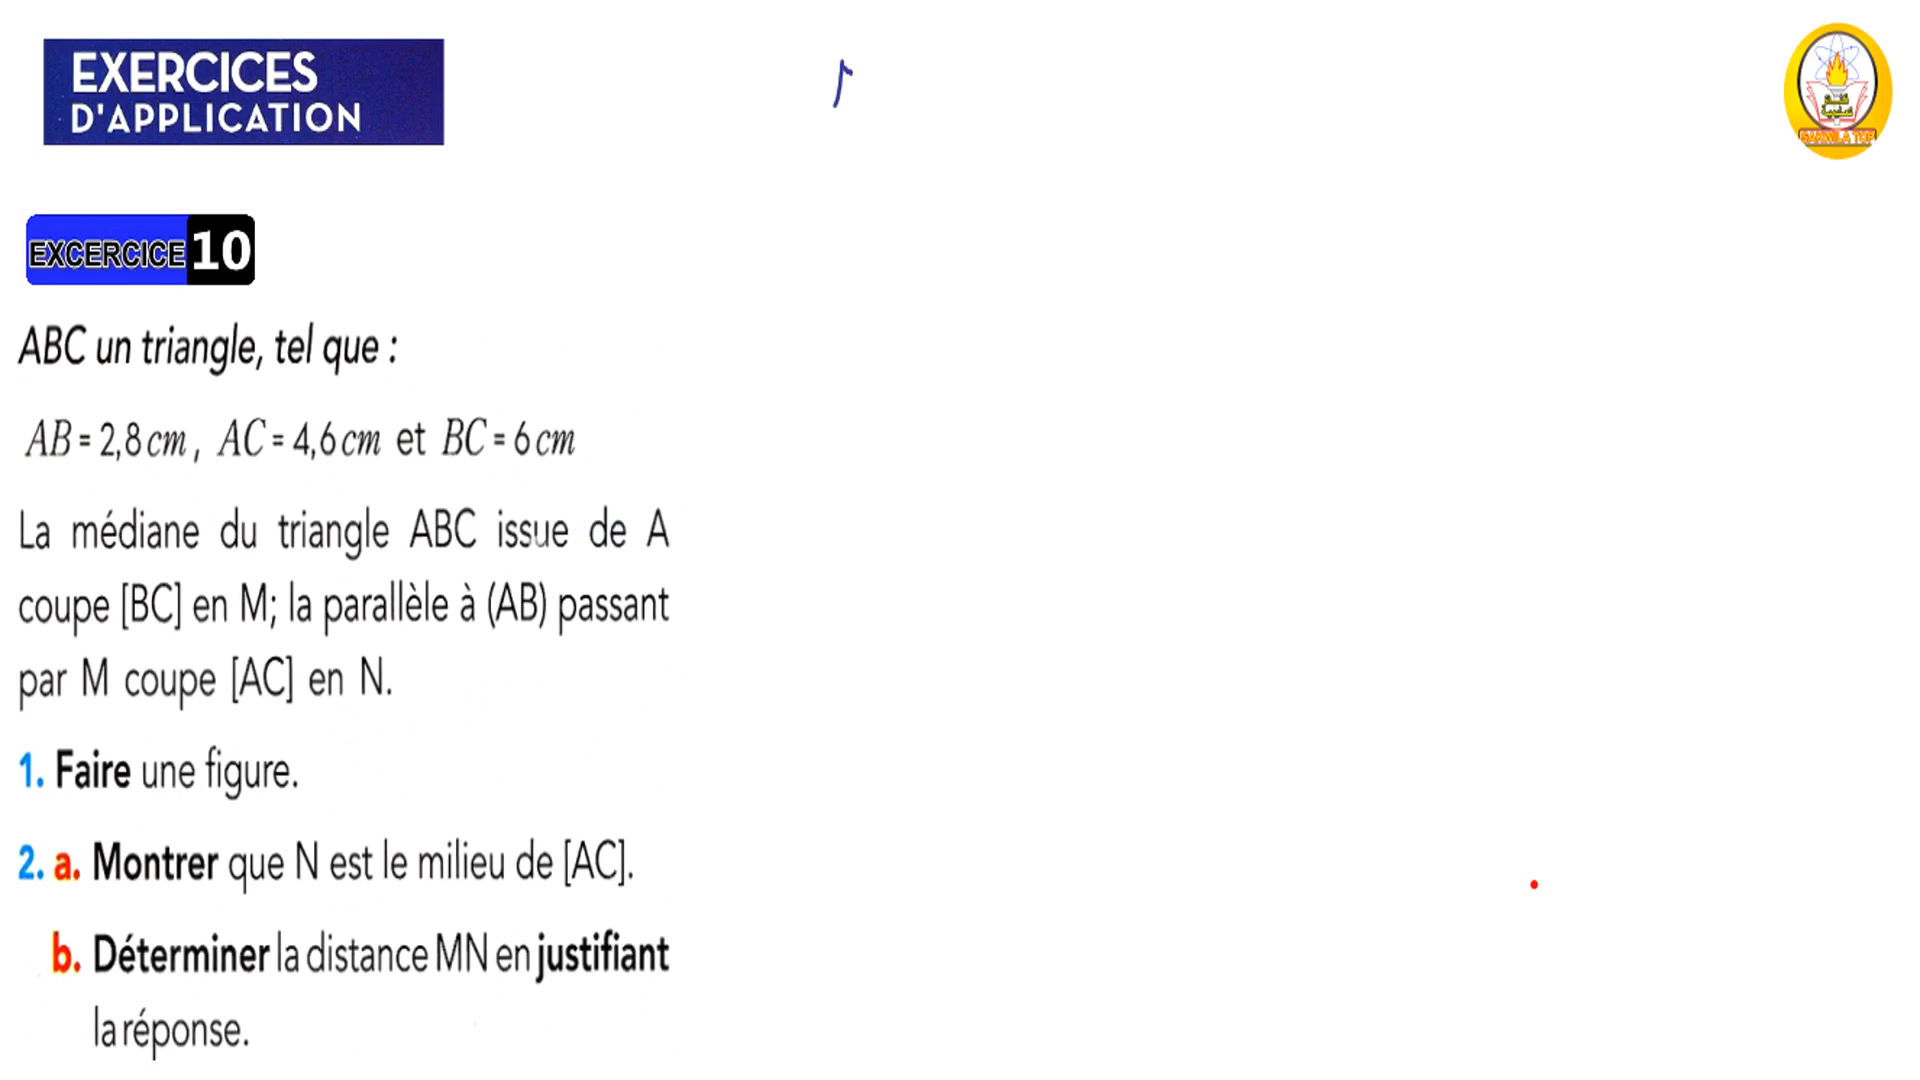 EXERCICES
D'APPLICATION
EXCERCICE 10
ABC un triangle, tel que :
AB = 2,8 cm , AC = 4,6 cm et BC = 6 cm
La médiane du triangle ABC issue de A
coupe [BC] en M; la parallèle à (AB) passant
par M coupe [AC] en N.
1. Faire une figure.
2. a. Montrer que N est le milieu de [AC].
b. Déterminer la distance MN en justifiant
la réponse.